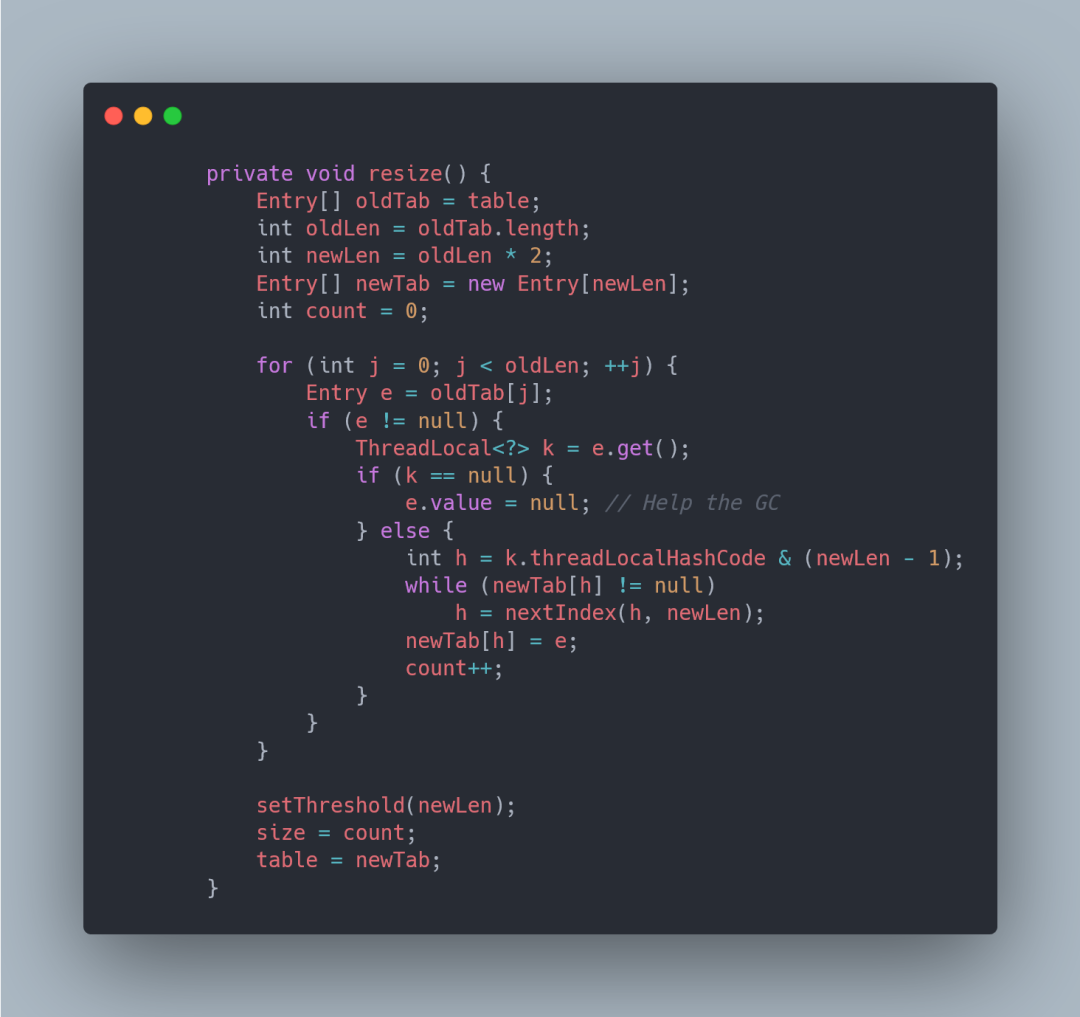 private void resize() {
    Entry[] oldTab = table;
    int oldLen = oldTab.length;
    int newLen = oldLen * 2;
    Entry[] newTab = new Entry[newLen];
    int count = 0;

    for (int j = 0; j < oldLen; ++j) {
        Entry e = oldTab[j];
        if (e != null) {
            ThreadLocal<?> k = e.get();
            if (k == null) {
                e.value = null; // Help the GC
            } else {
                int h = k.threadLocalHashCode & (newLen - 1);
                while (newTab[h] != null)
                    h = nextIndex(h, newLen);
                newTab[h] = e;
                count++;
            }
        }
    }

    setThreshold(newLen);
    size = count;
    table = newTab;
}